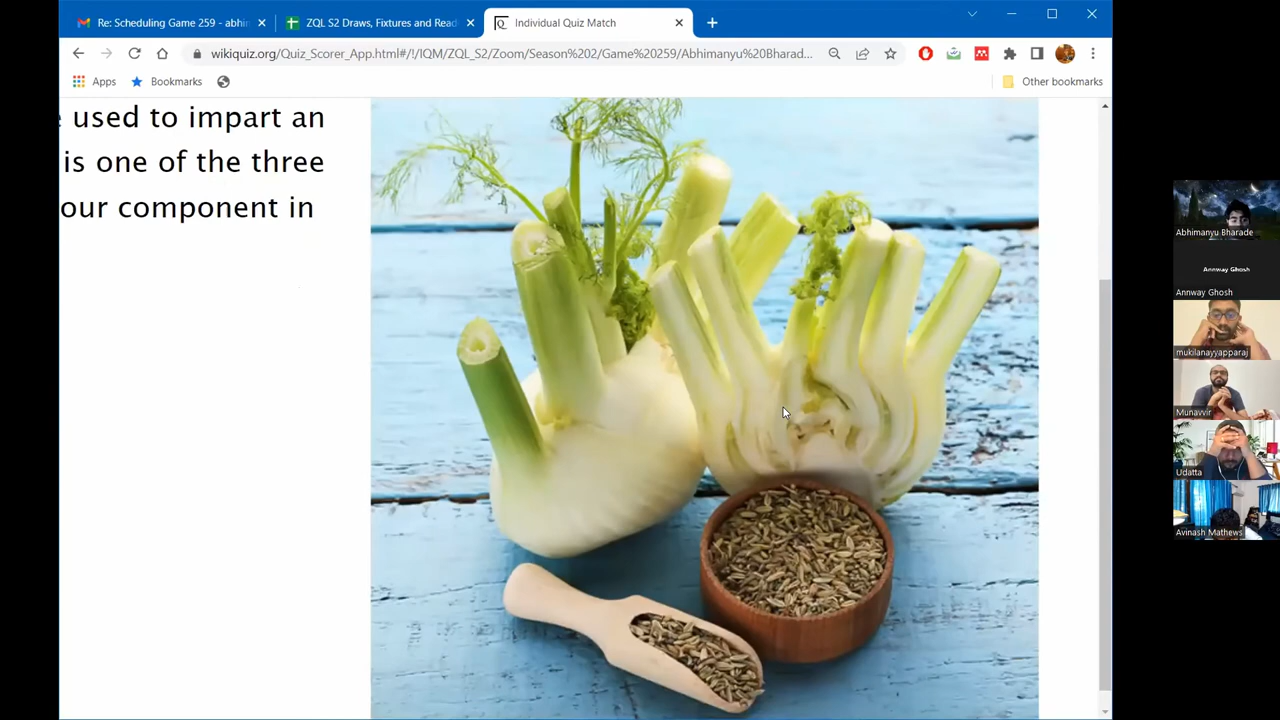 Re: Scheduling Game 259 - abhin
ZQL S2 Draws, Fixtures and Read
Individual Quiz Match
wikiquiz.org/Quiz_Scorer_App.html#/!/IQM/ZQL_S2/Zoom/Season%202/Game%20259/Abhimanyu%20Bharad...
Apps
Bookmarks
Other bookmarks
used to impart an
is one of the three
our component in
Abhimanyu Bharade
Annway Ghosh
Annway Ghosh
mukilanayyapparaj
Munavvir
Udatta
Avinash Mathews